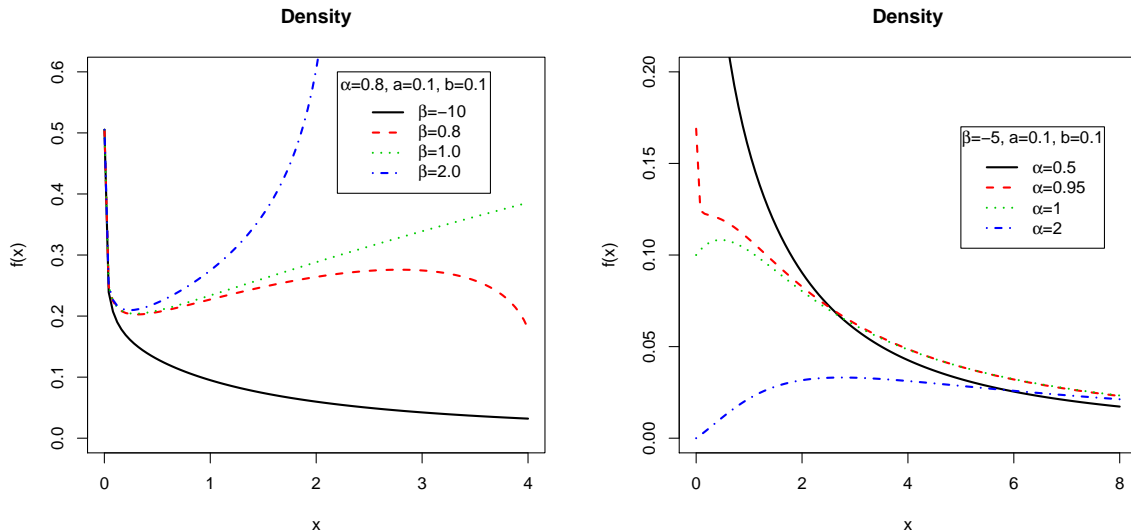 Density
f(x)
0.6
0.5
0.4
0.3
0.2
0.1
0.0
α=0.8, a=0.1, b=0.1
β=−10
β=0.8
β=1.0
β=2.0
0 1 2 3 4
x
Density
f(x)
0.20
0.15
0.10
0.05
0.00
β=−5, a=0.1, b=0.1
α=0.5
α=0.95
α=1
α=2
0 2 4 6 8
x